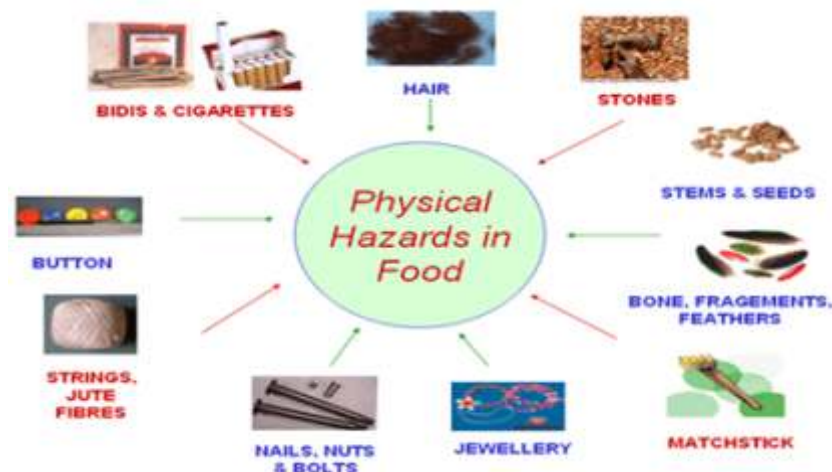 BIDIS & CIGARETTES
HAIR
STONES
STEMS & SEEDS
Physical
Hazards in
Food
BUTTON
BONE, FRAGEMENTS,
FEATHERS
STRINGS,
JUTE
FIBRES
NAILS, NUTS
& BOLTS
JEWELLERY
MATCHSTICK